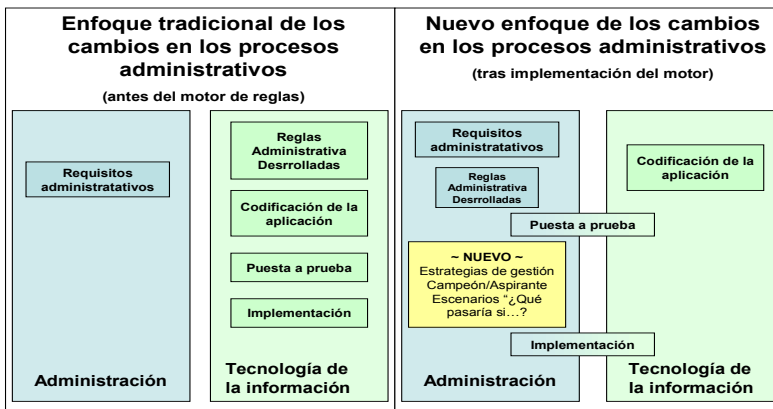 Enfoque tradicional de los
cambios en los procesos
administrativos
(antes del motor de reglas)
Requisitos
administratativos
Reglas
Administrativa
Desrrolladas
Codificación de la
aplicación
Puesta a prueba
Implementación
Administración
Tecnología de
la información
Nuevo enfoque de los cambios
en los procesos administrativos
(tras implementación del motor)
Requisitos
administratativos
Reglas
Administrativa
Desrrolladas
Codificación de la
aplicación
Puesta a prueba
~ NUEVO ~
Estrategias de gestión
Campeón/Aspirante
Escenarios “¿Qué
pasaría si…?
Implementación
Administración
Tecnología de
la información